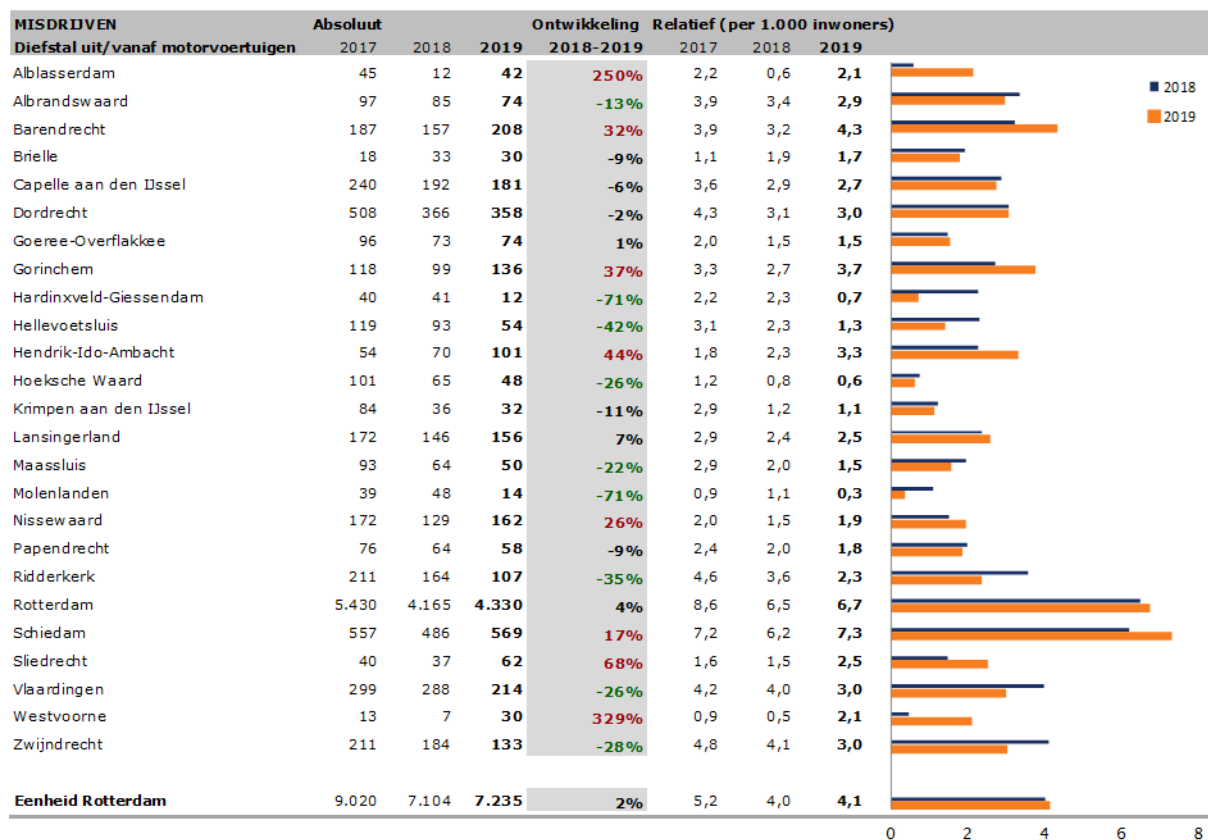 MISDRIJVEN Absoluut Ontwikkeling Relatief (per 1.000 inwoners)
Diefstal uit/vanaf motorvoertuigen 2017 2018 2019 2018-2019 2017 2018 2019
Alblasserdam 45 12 42 250% 2,2 0,6 2,1
2018
Albrandswaard 97 85 74 -13% 3,9 3,4 2,9
2019
Barendrecht 187 157 208 32% 3,9 3,2 4,3
Brielle 18 33 30 -9% 1,1 1,9 1,7
Capelle aan den IJssel 240 192 181 -6% 3,6 2,9 2,7
Dordrecht 508 366 358 -2% 4,3 3,1 3,0
Goeree-Overflakkee 96 73 74 1% 2,0 1,5 1,5
Gorinchem 118 99 136 37% 3,3 2,7 3,7
Hardinxveld-Giessendam 40 41 12 -71% 2,2 2,3 0,7
Hellevoetsluis 119 93 54 -42% 3,1 2,3 1,3
Hendrik-Ido-Ambacht 54 70 101 44% 1,8 2,3 3,3
Hoeksche Waard 101 65 48 -26% 1,2 0,8 0,6
Krimpen aan den IJssel 84 36 32 -11% 2,9 1,2 1,1
Lansingerland 172 146 156 7% 2,9 2,4 2,5
Maassluis 93 64 50 -22% 2,9 2,0 1,5
Molenlanden 39 48 14 -71% 0,9 1,1 0,3
Nissewaard 172 129 162 26% 2,0 1,5 1,9
Papendrecht 76 64 58 -9% 2,4 2,0 1,8
Ridderkerk 211 164 107 -35% 4,6 3,6 2,3
Rotterdam 5.430 4.165 4.330 4% 8,6 6,5 6,7
Schiedam 557 486 569 17% 7,2 6,2 7,3
Sliedrecht 40 37 62 68% 1,6 1,5 2,5
Vlaardingen 299 288 214 -26% 4,2 4,0 3,0
Westvoorne 13 7 30 329% 0,9 0,5 2,1
Zwijndrecht 211 184 133 -28% 4,8 4,1 3,0
Eenheid Rotterdam 9.020 7.104 7.235 2% 5,2 4,0 4,1
0 2 4 6 8